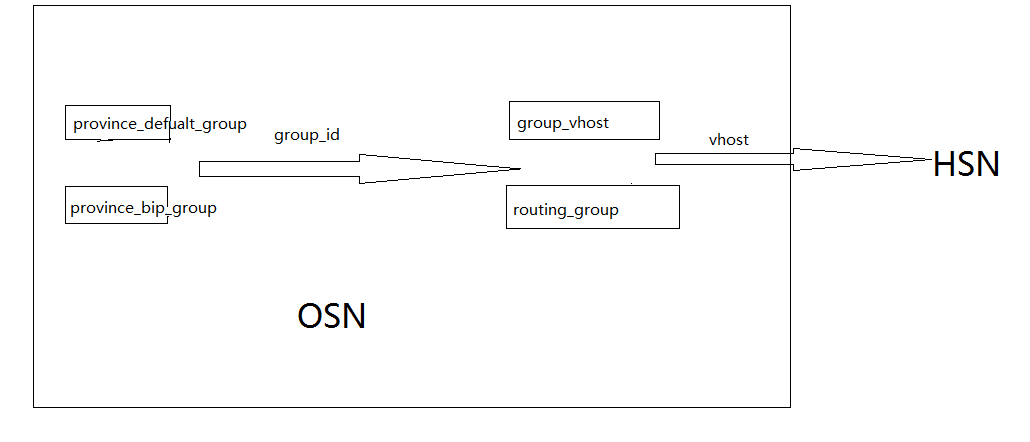 province_defualt_group
group_id
group_vhost
vhost
HSN
province_bip_group
routing_group
OSN